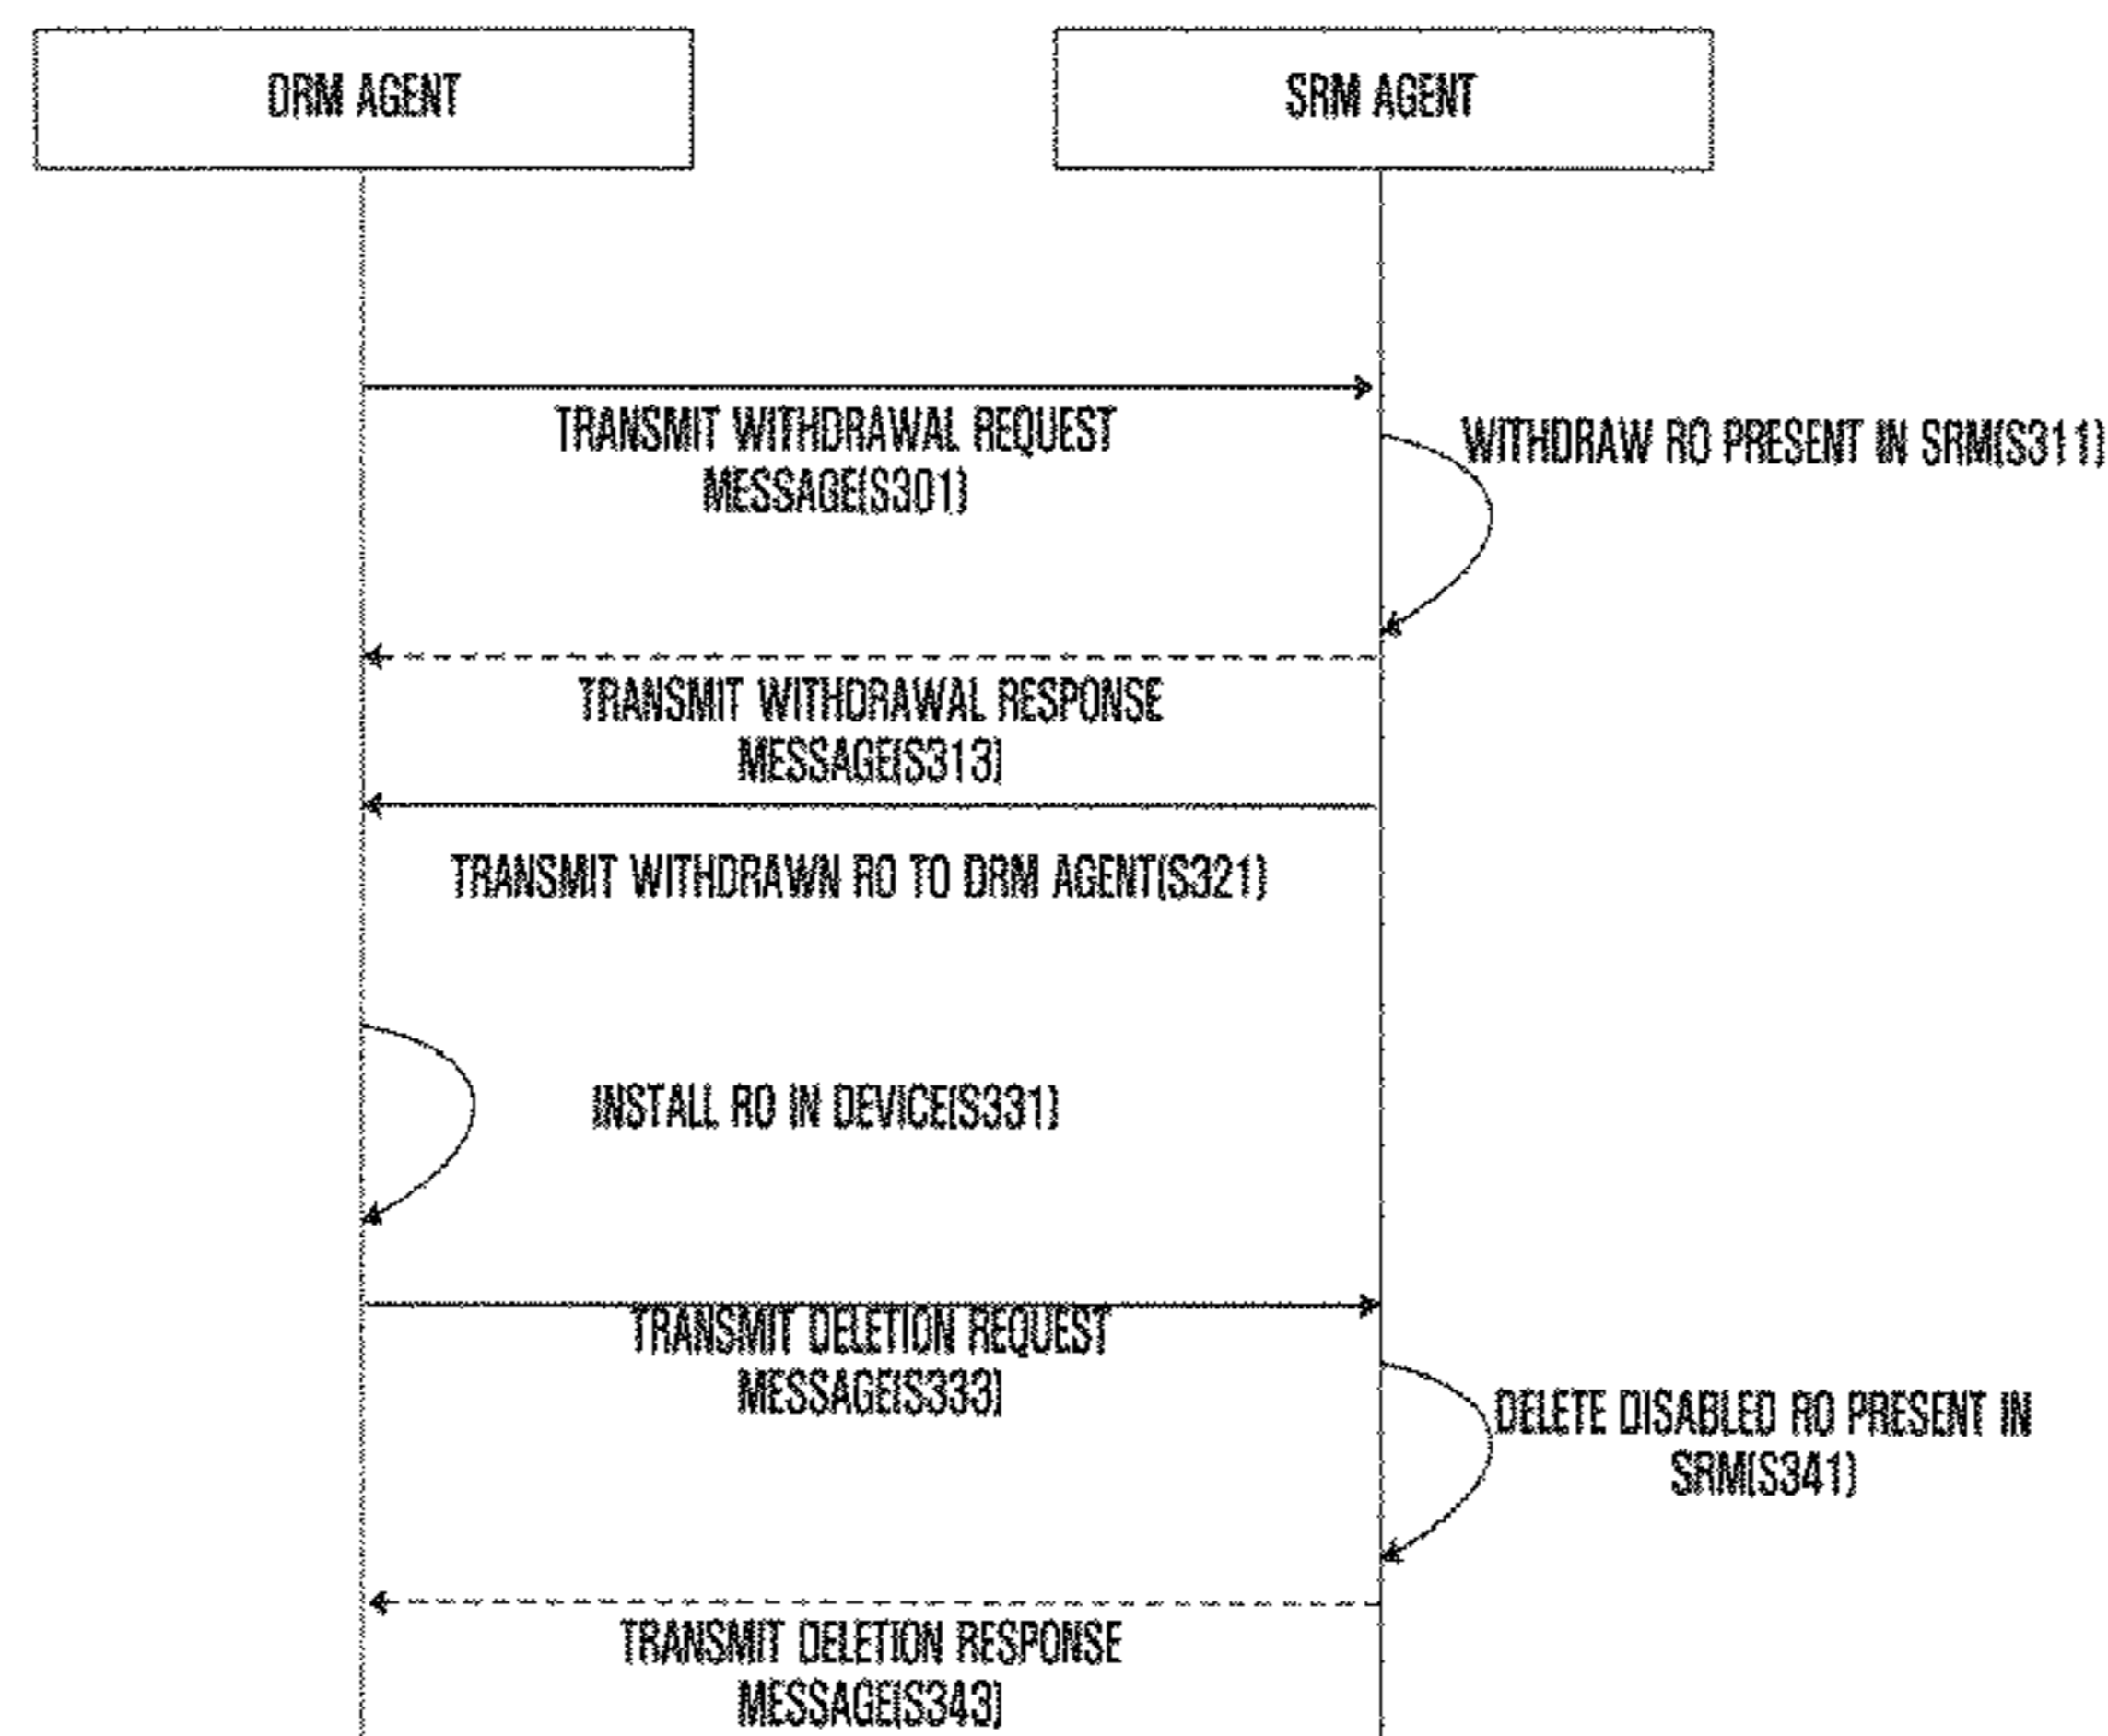 DRM AGENT
SRM AGENT
TRANSMIT WITHDRAWAL REQUEST
MESSAGE(S301)
WITHDRAW RO PRESENT IN SRM(S311)
TRANSMIT WITHDRAWAL RESPONSE
MESSAGE(S313)
TRANSMIT WITHDRAWN RO TO DRM AGENT(S321)
INSTALL RO IN DEVICE(S331)
TRANSMIT DELETION REQUEST
MESSAGE(S333)
DELETE DISABLED RO PRESENT IN
SRM(S341)
TRANSMIT DELETION RESPONSE
MESSAGE(S343)